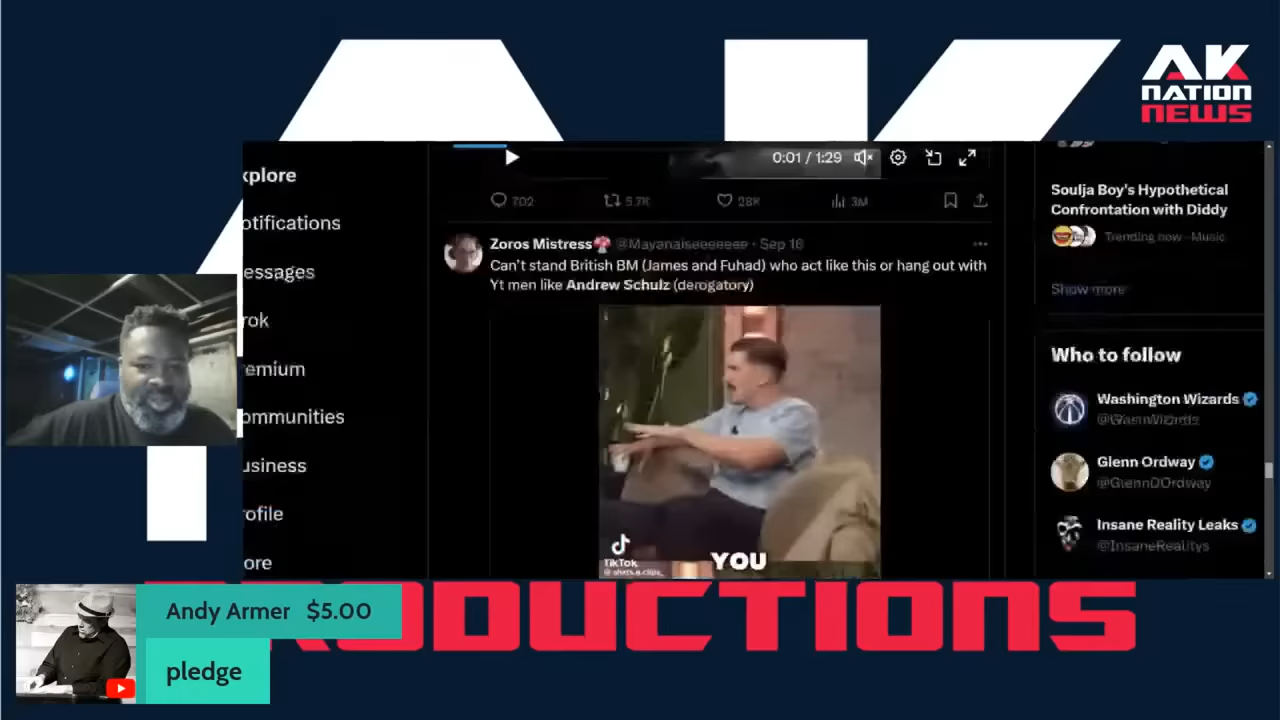 AK
NATION
NEWS
xplore
otifications
essages
rok
emium
ommunities
usiness
rofile
ore
0:01 / 1:29
702
5.7K
28K
3M
Zoros Mistress🍄 @Mayanaiseeeeeee · Sep 16
Can't stand British BM (James and Fuhad) who act like this or hang out with
Yt men like Andrew Schulz (derogatory)
TikTok
YOU
Soulja Boy's Hypothetical
Confrontation with Diddy
Trending now · Music
Show more
Who to follow
Washington Wizards
@WashWizards
Glenn Ordway
@GlennDOrdway
Insane Reality Leaks
@InsaneRealitys
Andy Armer $5.00
pledge
ODUCTIONS